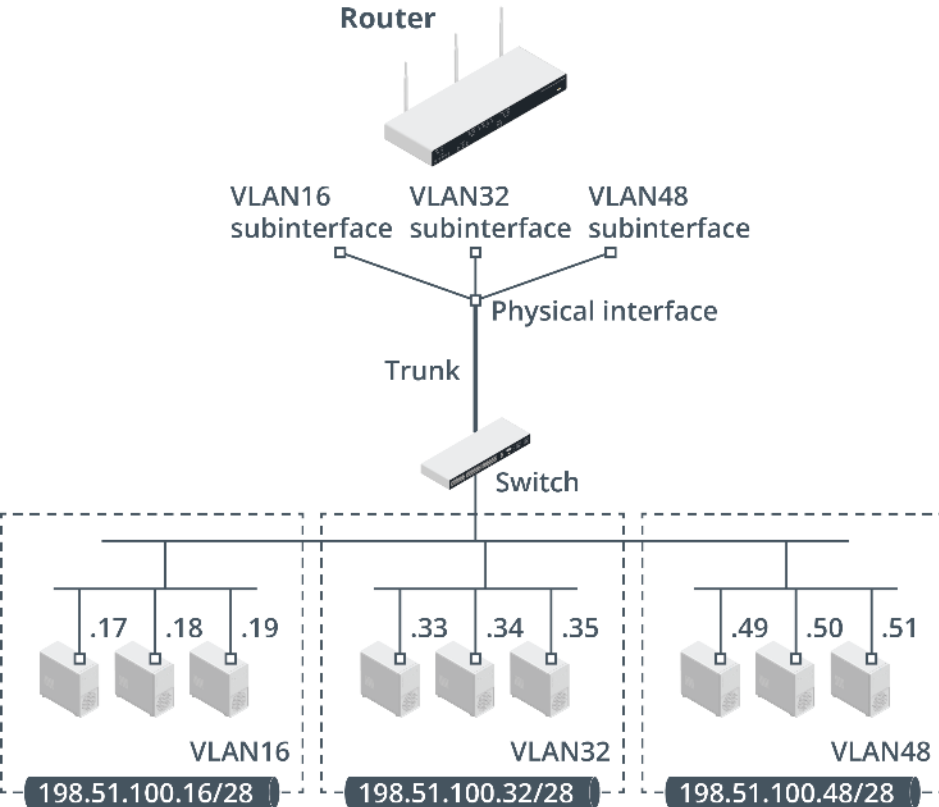 Router
VLAN16 VLAN32 VLAN48
subinterface subinterface subinterface
Physical interface
Trunk
Switch
.17 .18 .19 .33 .34 .35 .49 .50 .51
VLAN16 VLAN32 VLAN48
198.51.100.16/28 198.51.100.32/28 198.51.100.48/28